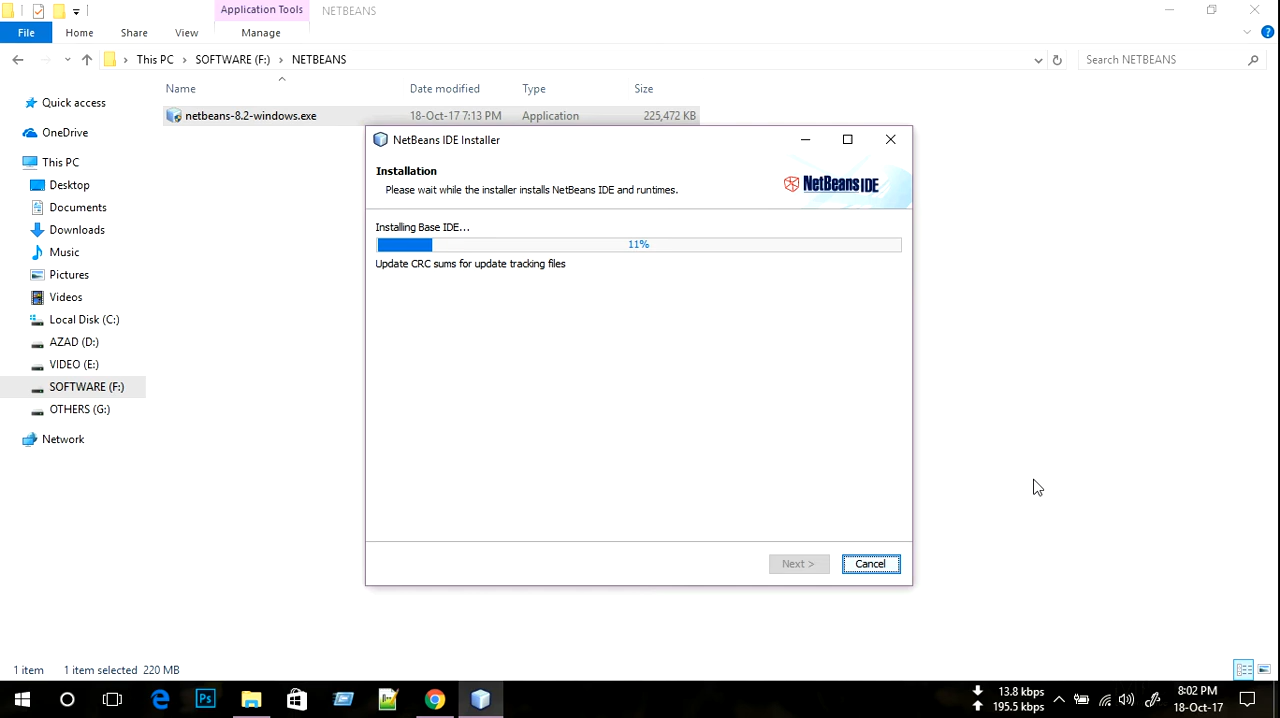 Application Tools
NETBEANS
File
Home
Share
View
Manage
This PC
SOFTWARE (F:)
NETBEANS
Search NETBEANS
Name
Date modified
Type
Size
netbeans-8.2-windows.exe
18-Oct-17 7:13 PM
Application
225,472 KB
Quick access
OneDrive
This PC
Desktop
Documents
Downloads
Music
Pictures
Videos
Local Disk (C:)
AZAD (D:)
VIDEO (E:)
SOFTWARE (F:)
OTHERS (G:)
Network
NetBeans IDE Installer
Installation
Please wait while the installer installs NetBeans IDE and runtimes.
NetBeans IDE
Installing Base IDE...
11%
Update CRC sums for update tracking files
Next >
Cancel
1 item
1 item selected 220 MB
Ps
13.8 kbps
195.5 kbps
8:02 PM
18-Oct-17